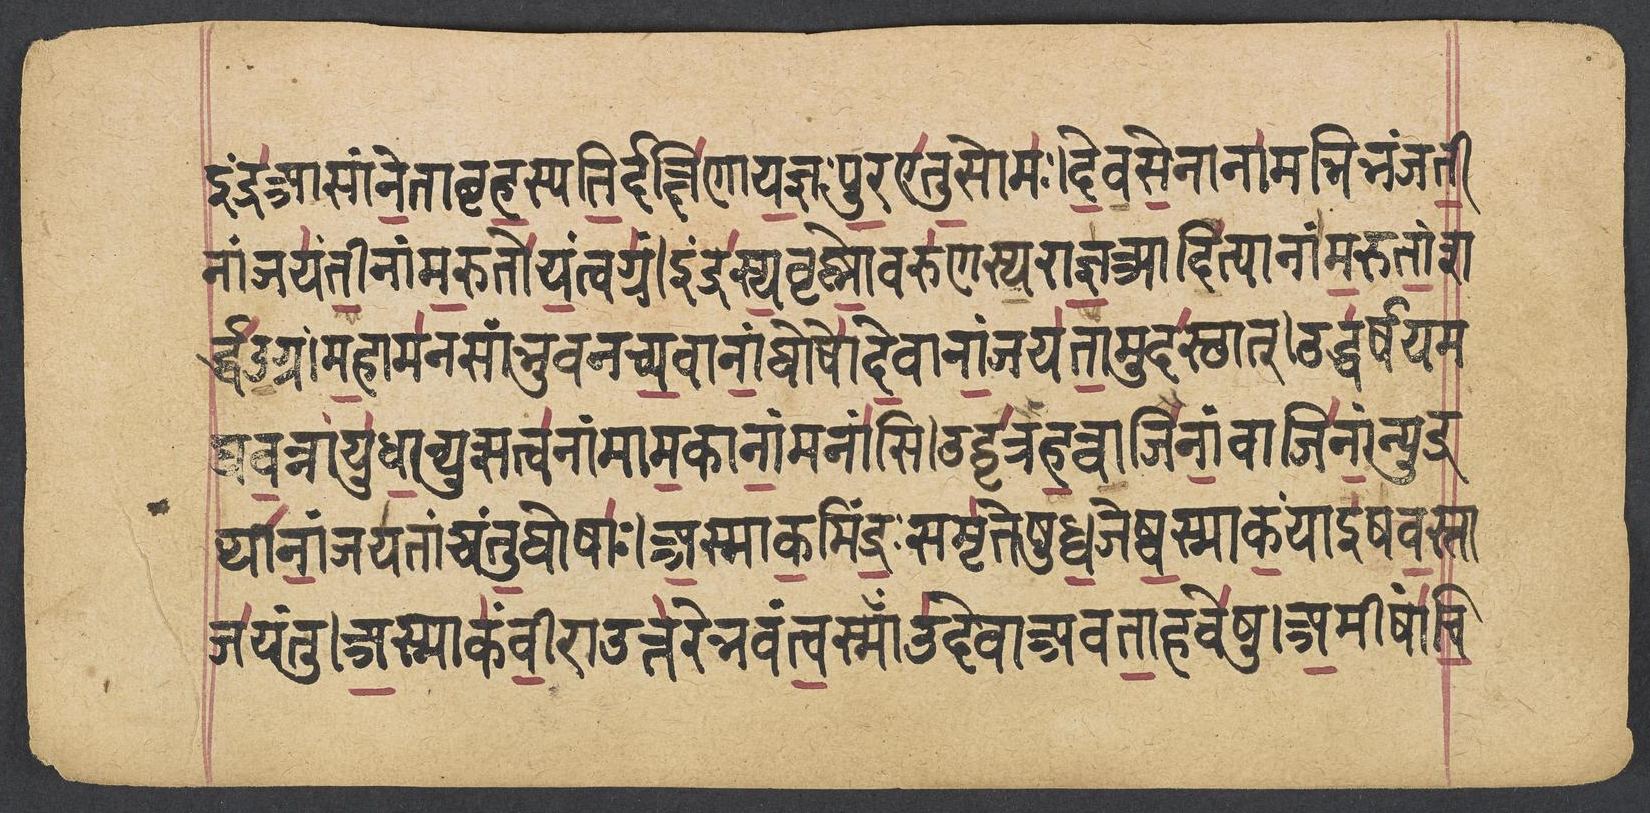 इंद्रआसांनेताबृहस्पतिर्दक्षिणायज्ञःपुरएतुसोमः।देवसेनानामभिभंजती
नांजयंतीनांमरुतोयंत्वग्रं।इंद्रस्यवृष्णोवरुणस्यराज्ञआदित्यानांमरुतांश
र्द्धउग्रं।महामनसांभुवनच्यवानांघोषोदेवानांजयतामुदस्थात्।उद्धर्षयम
घवन्नायुधान्युत्सत्वनांमामकानांमनांसि।उद्वृत्रहन्वाजिनांवाजिनांन्युद्र
थानांजयतांयंतुघोषाः।अस्माकमिंद्रःसमृतेषुध्वजेष्वस्माकंयाइषवस्ता
जयंतु।अस्माकंवीराउत्तरेभवंत्वस्माँउदेवाअवताहवेषु।अमीषांचि